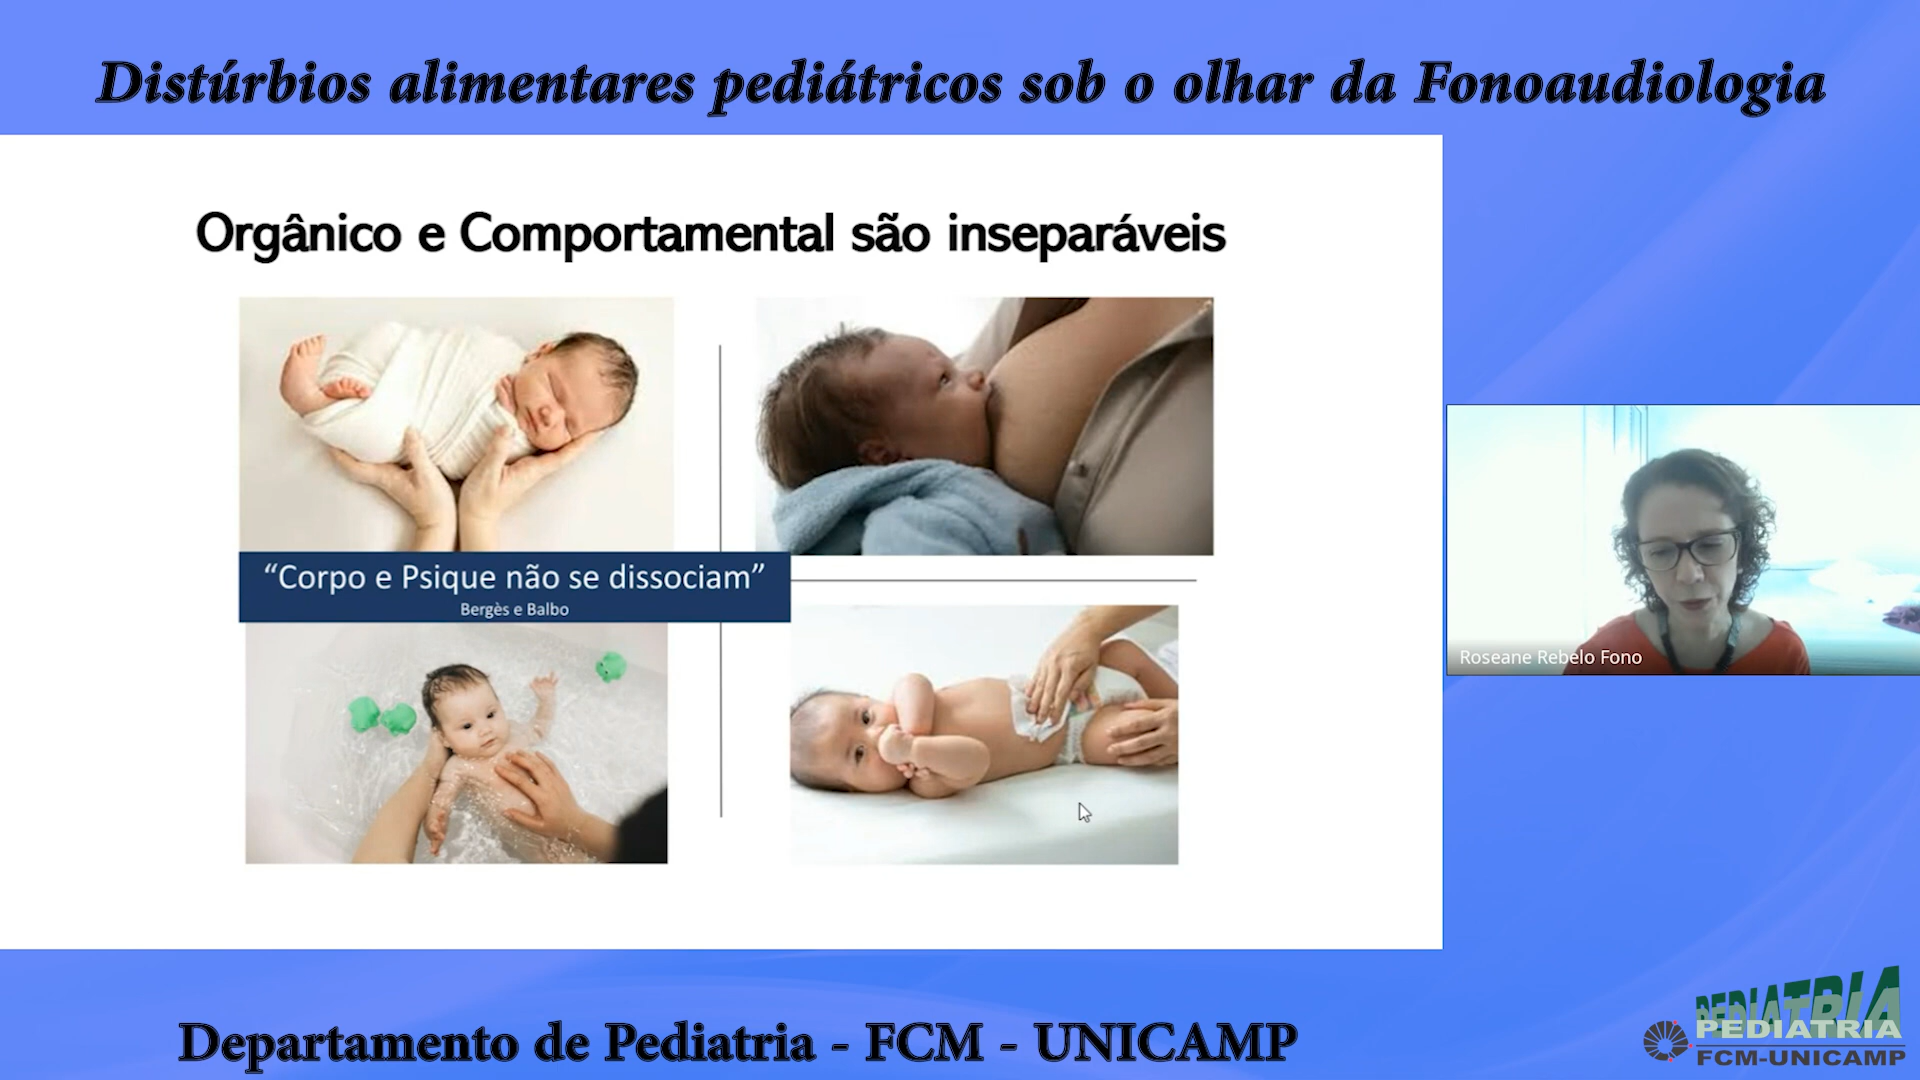 Distúrbios alimentares pediátricos sob o olhar da Fonoaudiologia
Orgânico e Comportamental são inseparáveis
“Corpo e Psique não se dissociam”
Bergès e Balbo
Roseane Rebelo Fono
Departamento de Pediatria - FCM - UNICAMP
PEDIATRIA
PEDIATRIA
FCM-UNICAMP